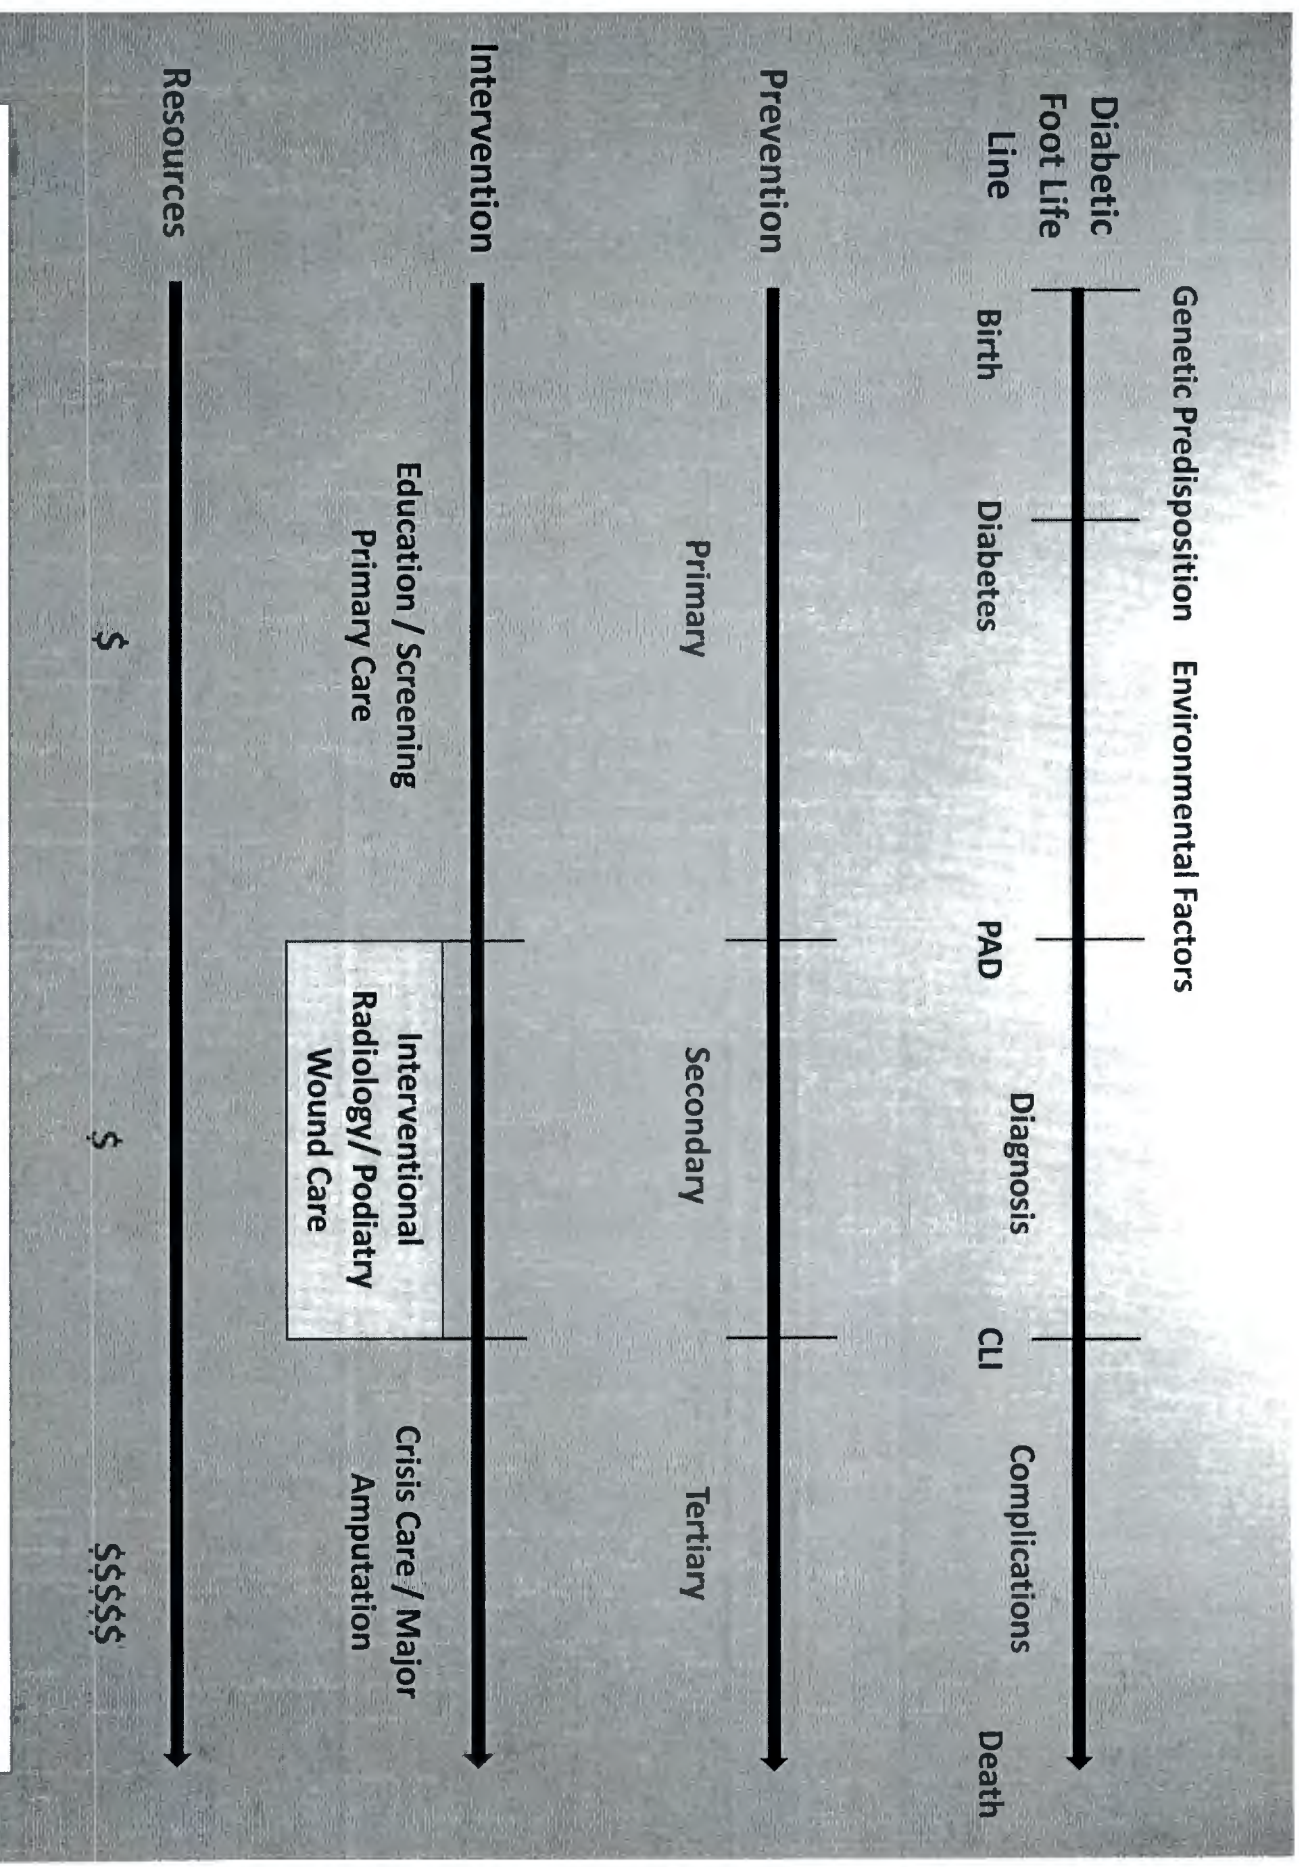 Genetic Predisposition Environmental Factors
Diabetic
Foot Life
Line
Birth
Diabetes
PAD
Diagnosis
CLI
Complications
Death
Prevention
Primary
Secondary
Tertiary
Intervention
Education / Screening
Primary Care
Interventional
Radiology/ Podiatry
Wound Care
Crisis Care / Major
Amputation
Resources
$
$
$$$$$